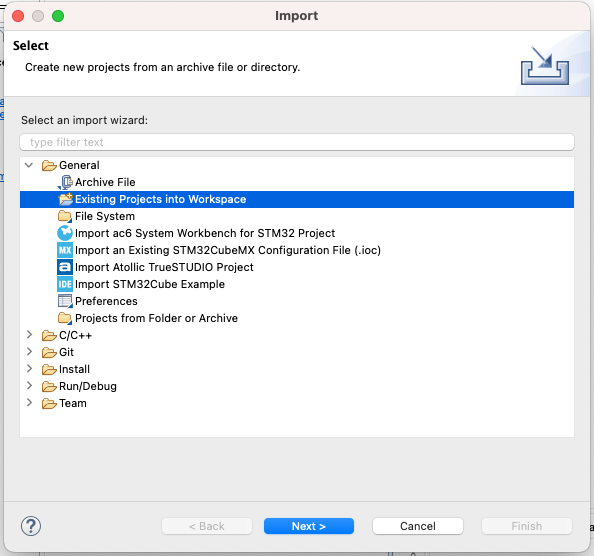 Import
Select
Create new projects from an archive file or directory.
Select an import wizard:
type filter text
General
Archive File
Existing Projects into Workspace
File System
Import ac6 System Workbench for STM32 Project
MX Import an Existing STM32CubeMX Configuration File (.ioc)
a Import Atollic TrueSTUDIO Project
IDE Import STM32Cube Example
Preferences
Projects from Folder or Archive
C/C++
Git
Install
Run/Debug
Team
? < Back Next > Cancel Finish